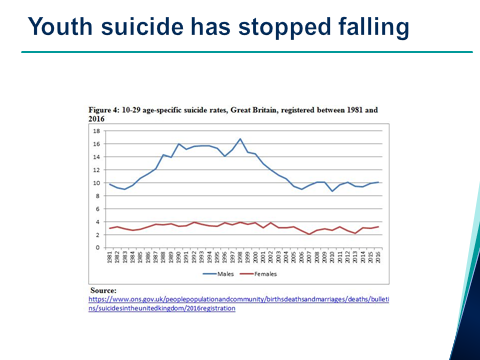 Youth suicide has stopped falling
Figure 4: 10-29 age-specific suicide rates, Great Britain, registered between 1981 and
2016
18
16
14
12
10
8
6
4
2
0
1981 1982 1983 1984 1985 1986 1987 1988 1989 1990 1991 1992 1993 1994 1995 1996 1997 1998 1999 2000 2001 2002 2003 2004 2005 2006 2007 2008 2009 2010 2011 2012 2013 2014 2015 2016
Males Females
Source:
https://www.ons.gov.uk/peoplepopulationandcommunity/birthsdeathsandmarriages/deaths/bulleti
ns/suicidesintheunitedkingdom/2016registration